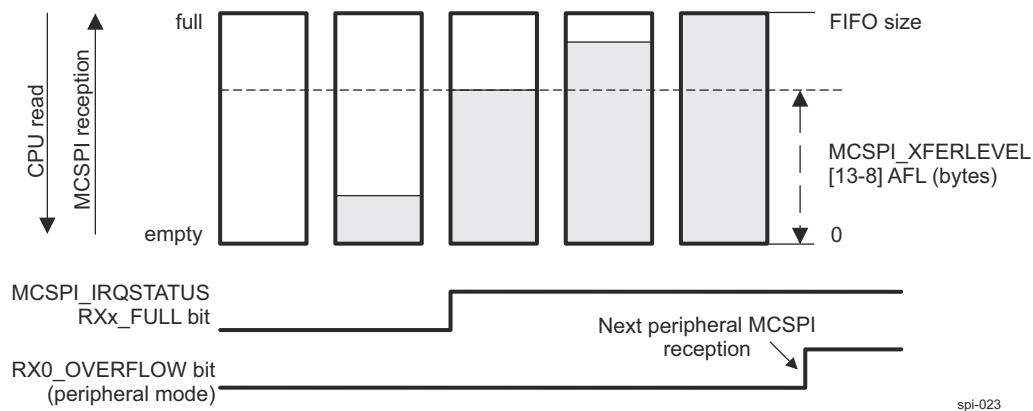 CPU read
MCSPI reception
full
empty
FIFO size
MCSPI_XFERLEVEL
[13-8] AFL (bytes)
0
MCSPI_IRQSTATUS
RXx_FULL bit
Next peripheral MCSPI
reception
RX0_OVERFLOW bit
(peripheral mode)
spi-023